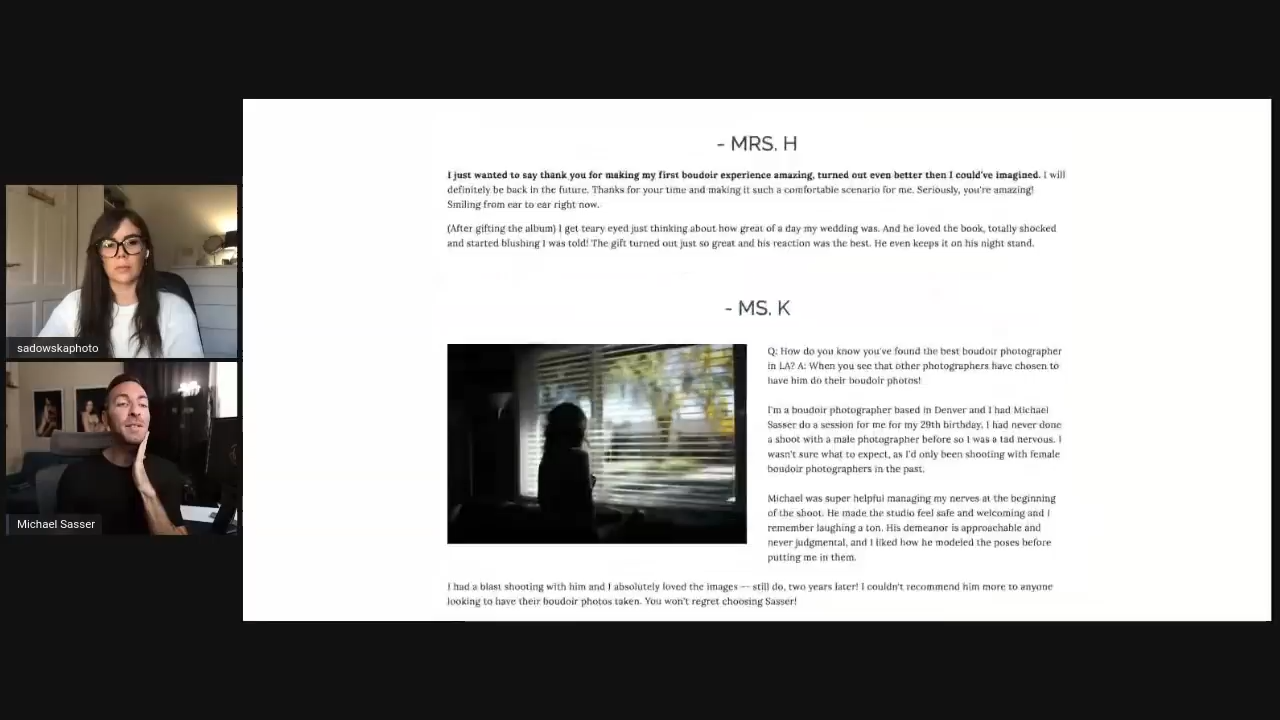 - MRS. H
I just wanted to say thank you for making my first boudoir experience amazing, turned out even better then I could've imagined. I will
definitely be back in the future. Thanks for your time and making it such a comfortable scenario for me. Seriously, you're amazing!
Smiling from ear to ear right now.
(After gifting the album) I get teary eyed just thinking about how great of a day my wedding was. And he loved the book, totally shocked
and started blushing I was told! The gift turned out just so great and his reaction was the best. He even keeps it on his night stand.
- MS. K
Q: How do you know you've found the best boudoir photographer
in LA? A: When you see that other photographers have chosen to
have him do their boudoir photos!
I'm a boudoir photographer based in Denver and I had Michael
Sasser do a session for me for my 29th birthday. I had never done
a shoot with a male photographer before so I was a tad nervous. I
wasn't sure what to expect, as I'd only been shooting with female
boudoir photographers in the past.
Michael was super helpful managing my nerves at the beginning
of the shoot. He made the studio feel safe and welcoming and I
remember laughing a ton. His demeanor is approachable and
never judgmental, and I liked how he modeled the poses before
putting me in them.
I had a blast shooting with him and I absolutely loved the images -- still do, two years later! I couldn't recommend him more to anyone
looking to have their boudoir photos taken. You won't regret choosing Sasser!
sadowskaphoto
Michael Sasser